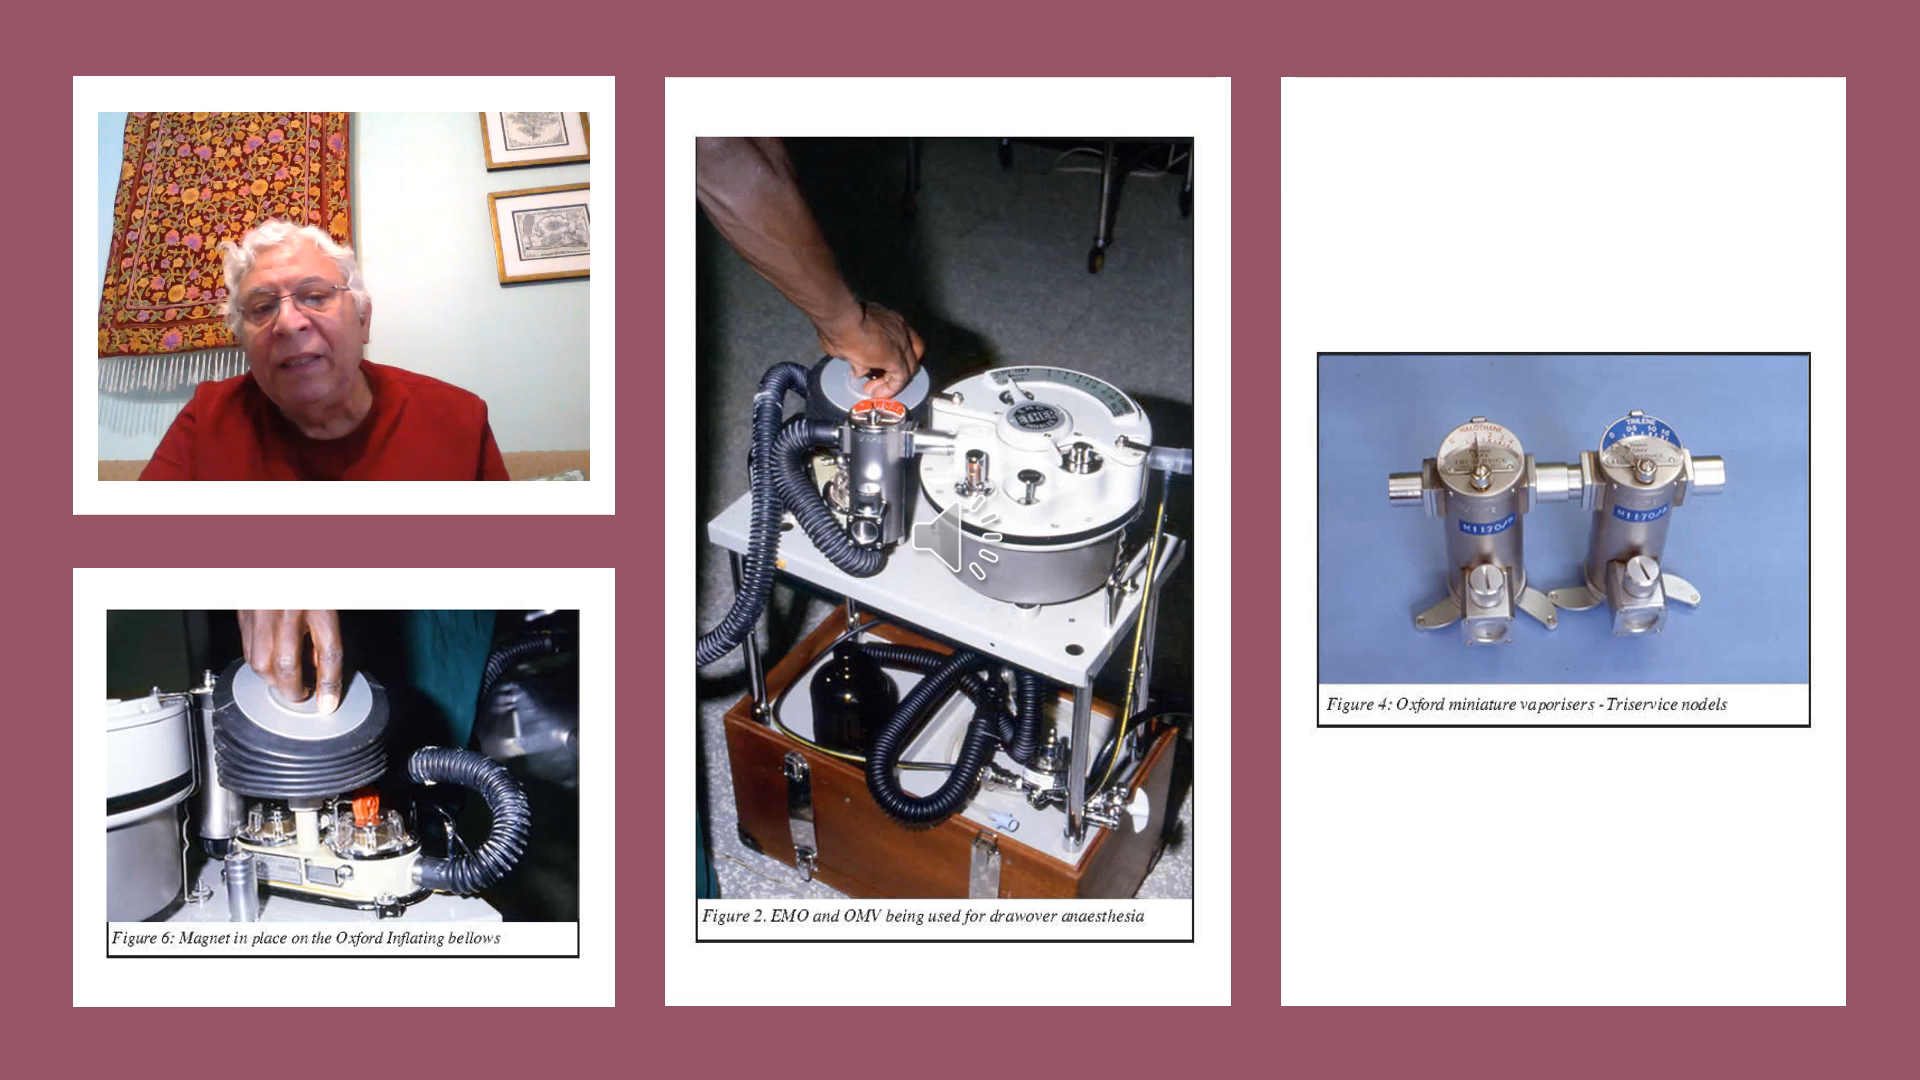 Figure 6: Magnet in place on the Oxford Inflating bellows
Figure 2. EMO and OMV being used for drawover anaesthesia
HALOTHANE
TRILENE
Figure 4: Oxford miniature vaporisers - Triservice nodels